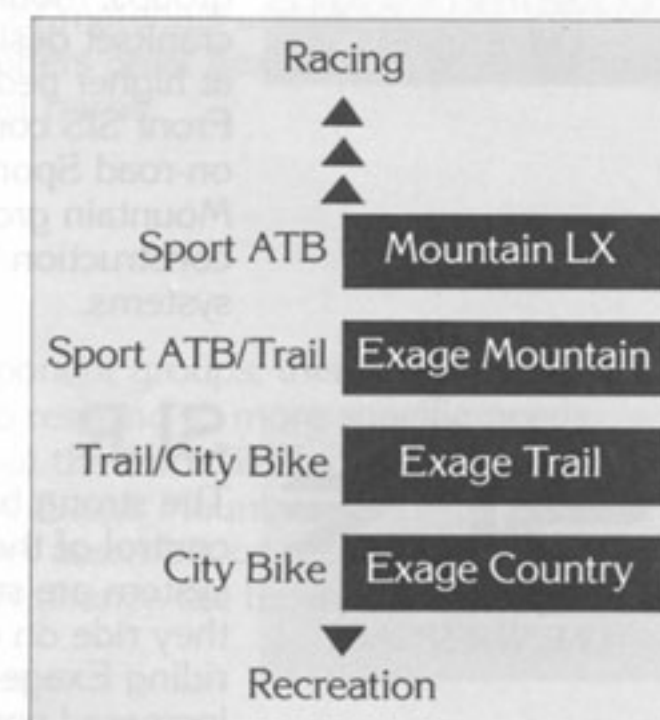 Racing
Sport ATB Mountain LX
Sport ATB/Trail Exage Mountain
Trail/City Bike Exage Trail
City Bike Exage Country
Recreation